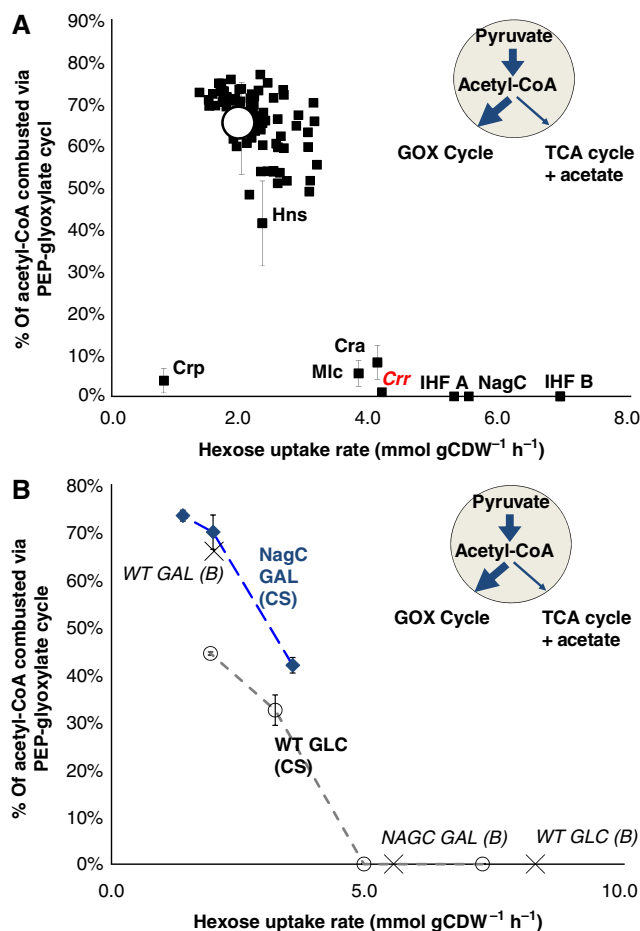 A
% Of acetyl-CoA combusted via
PEP-glyoxylate cycl
90%
80%
70%
60%
50%
40%
30%
20%
10%
0%
Pyruvate
Acetyl-CoA
GOX Cycle
TCA cycle
+ acetate
Hns
Crp
Cra
Mlc
Crr
IHF A
NagC
IHF B
0.0
2.0
4.0
6.0
8.0
Hexose uptake rate (mmol gCDW⁻¹ h⁻¹)
B
% Of acetyl-CoA combusted via
PEP-glyoxylate cycle
80%
70%
60%
50%
40%
30%
20%
10%
0%
Pyruvate
Acetyl-CoA
GOX Cycle
TCA cycle
+ acetate
WT GAL (B)
NagC
GAL
(CS)
WT GLC
(CS)
NAGC GAL (B)
WT GLC (B)
0.0
5.0
10.0
Hexose uptake rate (mmol gCDW⁻¹ h⁻¹)